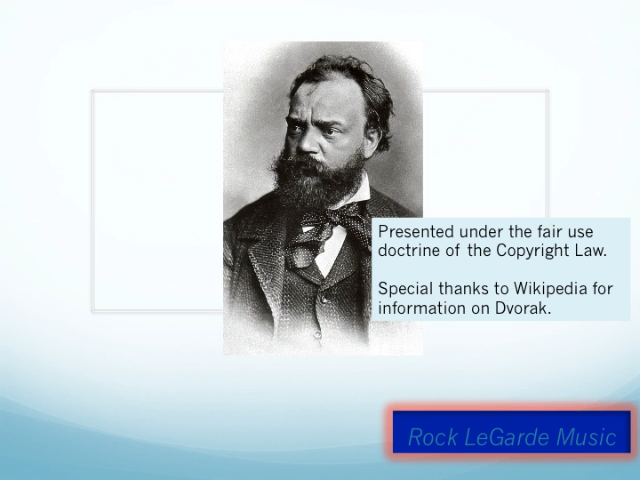 Presented under the fair use
doctrine of the Copyright Law.
Special thanks to Wikipedia for
information on Dvorak.
Rock LeGarde Music